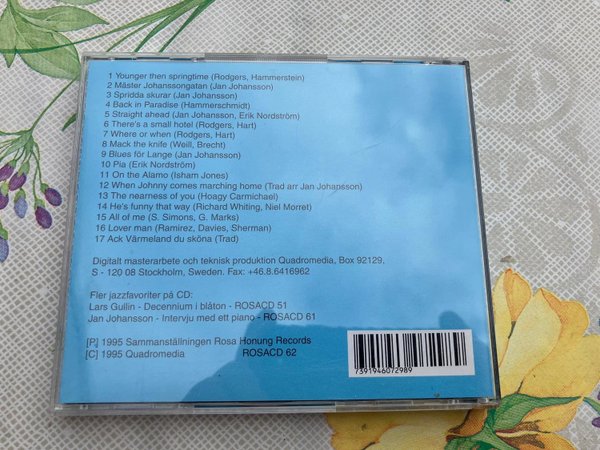 1 Younger then springtime (Rodgers, Hammerstein)
2 Mäster Johanssongatan (Jan Johansson)
3 Spridda skurar (Jan Johansson)
4 Back in Paradise (Hammerschmidt)
5 Straight ahead (Jan Johansson, Erik Nordström)
6 There's a small hotel (Rodgers, Hart)
7 Where or when (Rodgers, Hart)
8 Mack the knife (Weill, Brecht)
9 Blues för Lange (Jan Johansson)
10 Pia (Erik Nordström)
11 On the Alamo (Isham Jones)
12 When Johnny comes marching home (Trad arr Jan Johansson)
13 The nearness of you (Hoagy Carmichael)
14 He's funny that way (Richard Whiting, Niel Morret)
15 All of me (S. Simons, G. Marks)
16 Lover man (Ramirez, Davies, Sherman)
17 Ack Värmeland du sköna (Trad)
Digitalt masterarbete och teknisk produktion Quadromedia, Box 92129,
S - 120 08 Stockholm, Sweden. Fax: +46.8.6416962
Fler jazzfavoriter på CD:
Lars Gullin - Decennium i blåton - ROSACD 51
Jan Johansson - Intervju med ett piano - ROSACD 61
[P] 1995 Sammanställningen Rosa Honung Records
[C] 1995 Quadromedia ROSACD 62
7391946072989